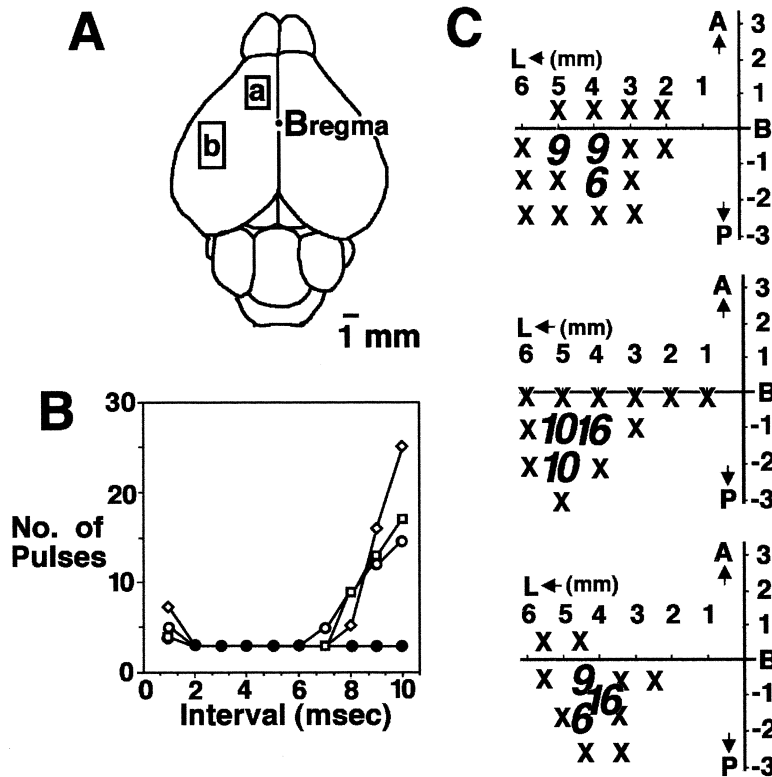 A
a
b
Bregma
1 mm
B
30
20
10
0
No. of
Pulses
0 2 4 6 8 10
Interval (msec)
C
L (mm)
6 5 4 3 2 1
A 3
2
1
X X X X
B
X 9 9 X X -1
X X 6 X -2
X X X X
P -3
A 3
2
L (mm)
6 5 4 3 2 1 1
X X X X X X B
X 10 16 X -1
X 10 X -2
X P -3
A 3
L (mm) 2
6 5 4 3 2 1 1
X X
B
X 9 X X -1
16
X 6 X -2
X X P -3